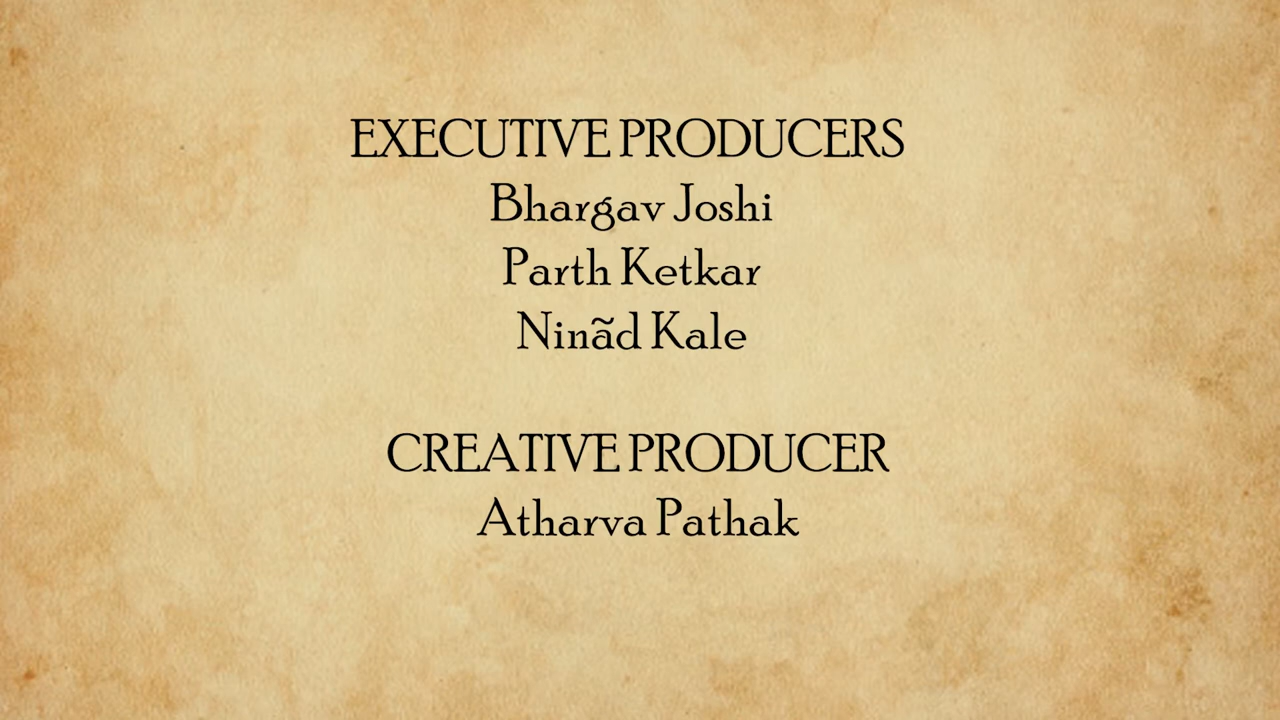 EXECUTIVE PRODUCERS
Bhargav Joshi
Parth Ketkar
Ninãd Kale
CREATIVE PRODUCER
Atharva Pathak